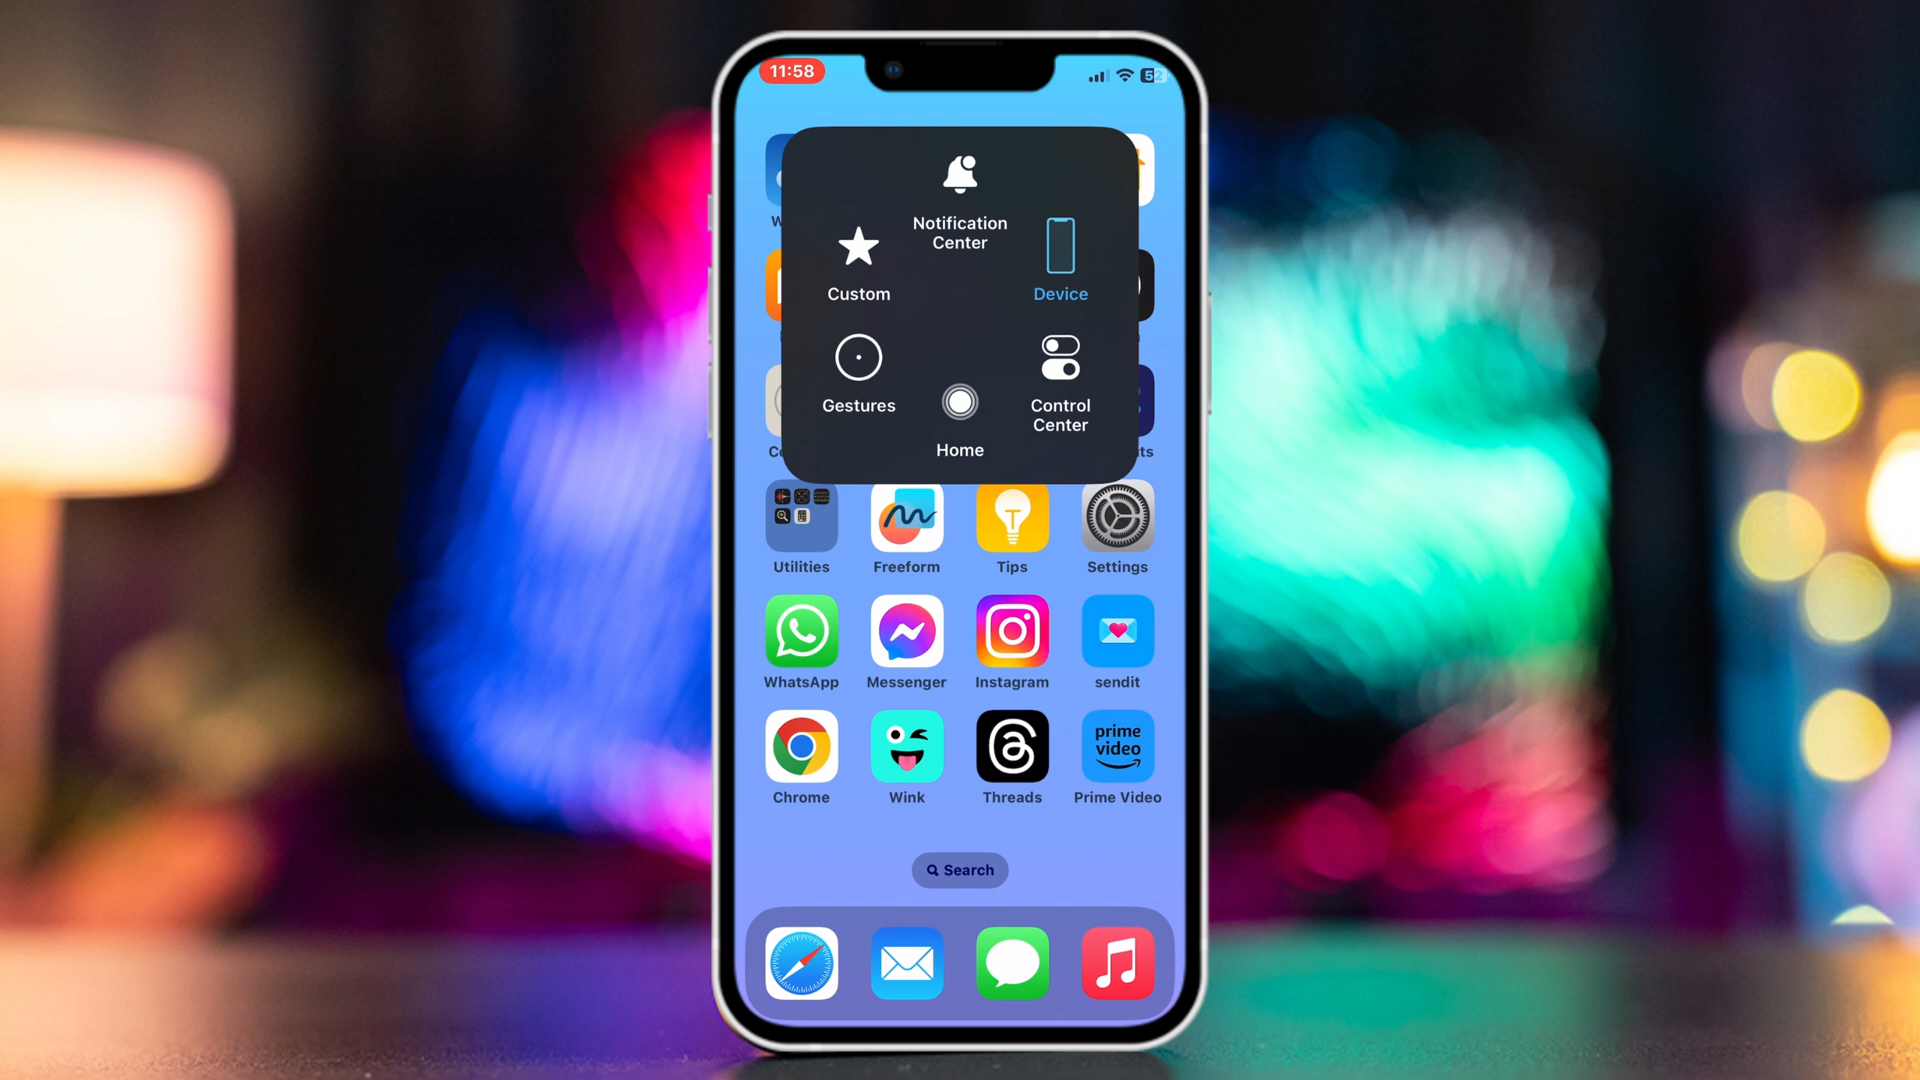 11:58
52
Notification
Center
Custom
Device
Gestures
Control
Center
Home
Utilities
Freeform
Tips
Settings
WhatsApp
Messenger
Instagram
sendit
prime
video
Chrome
Wink
Threads
Prime Video
Search